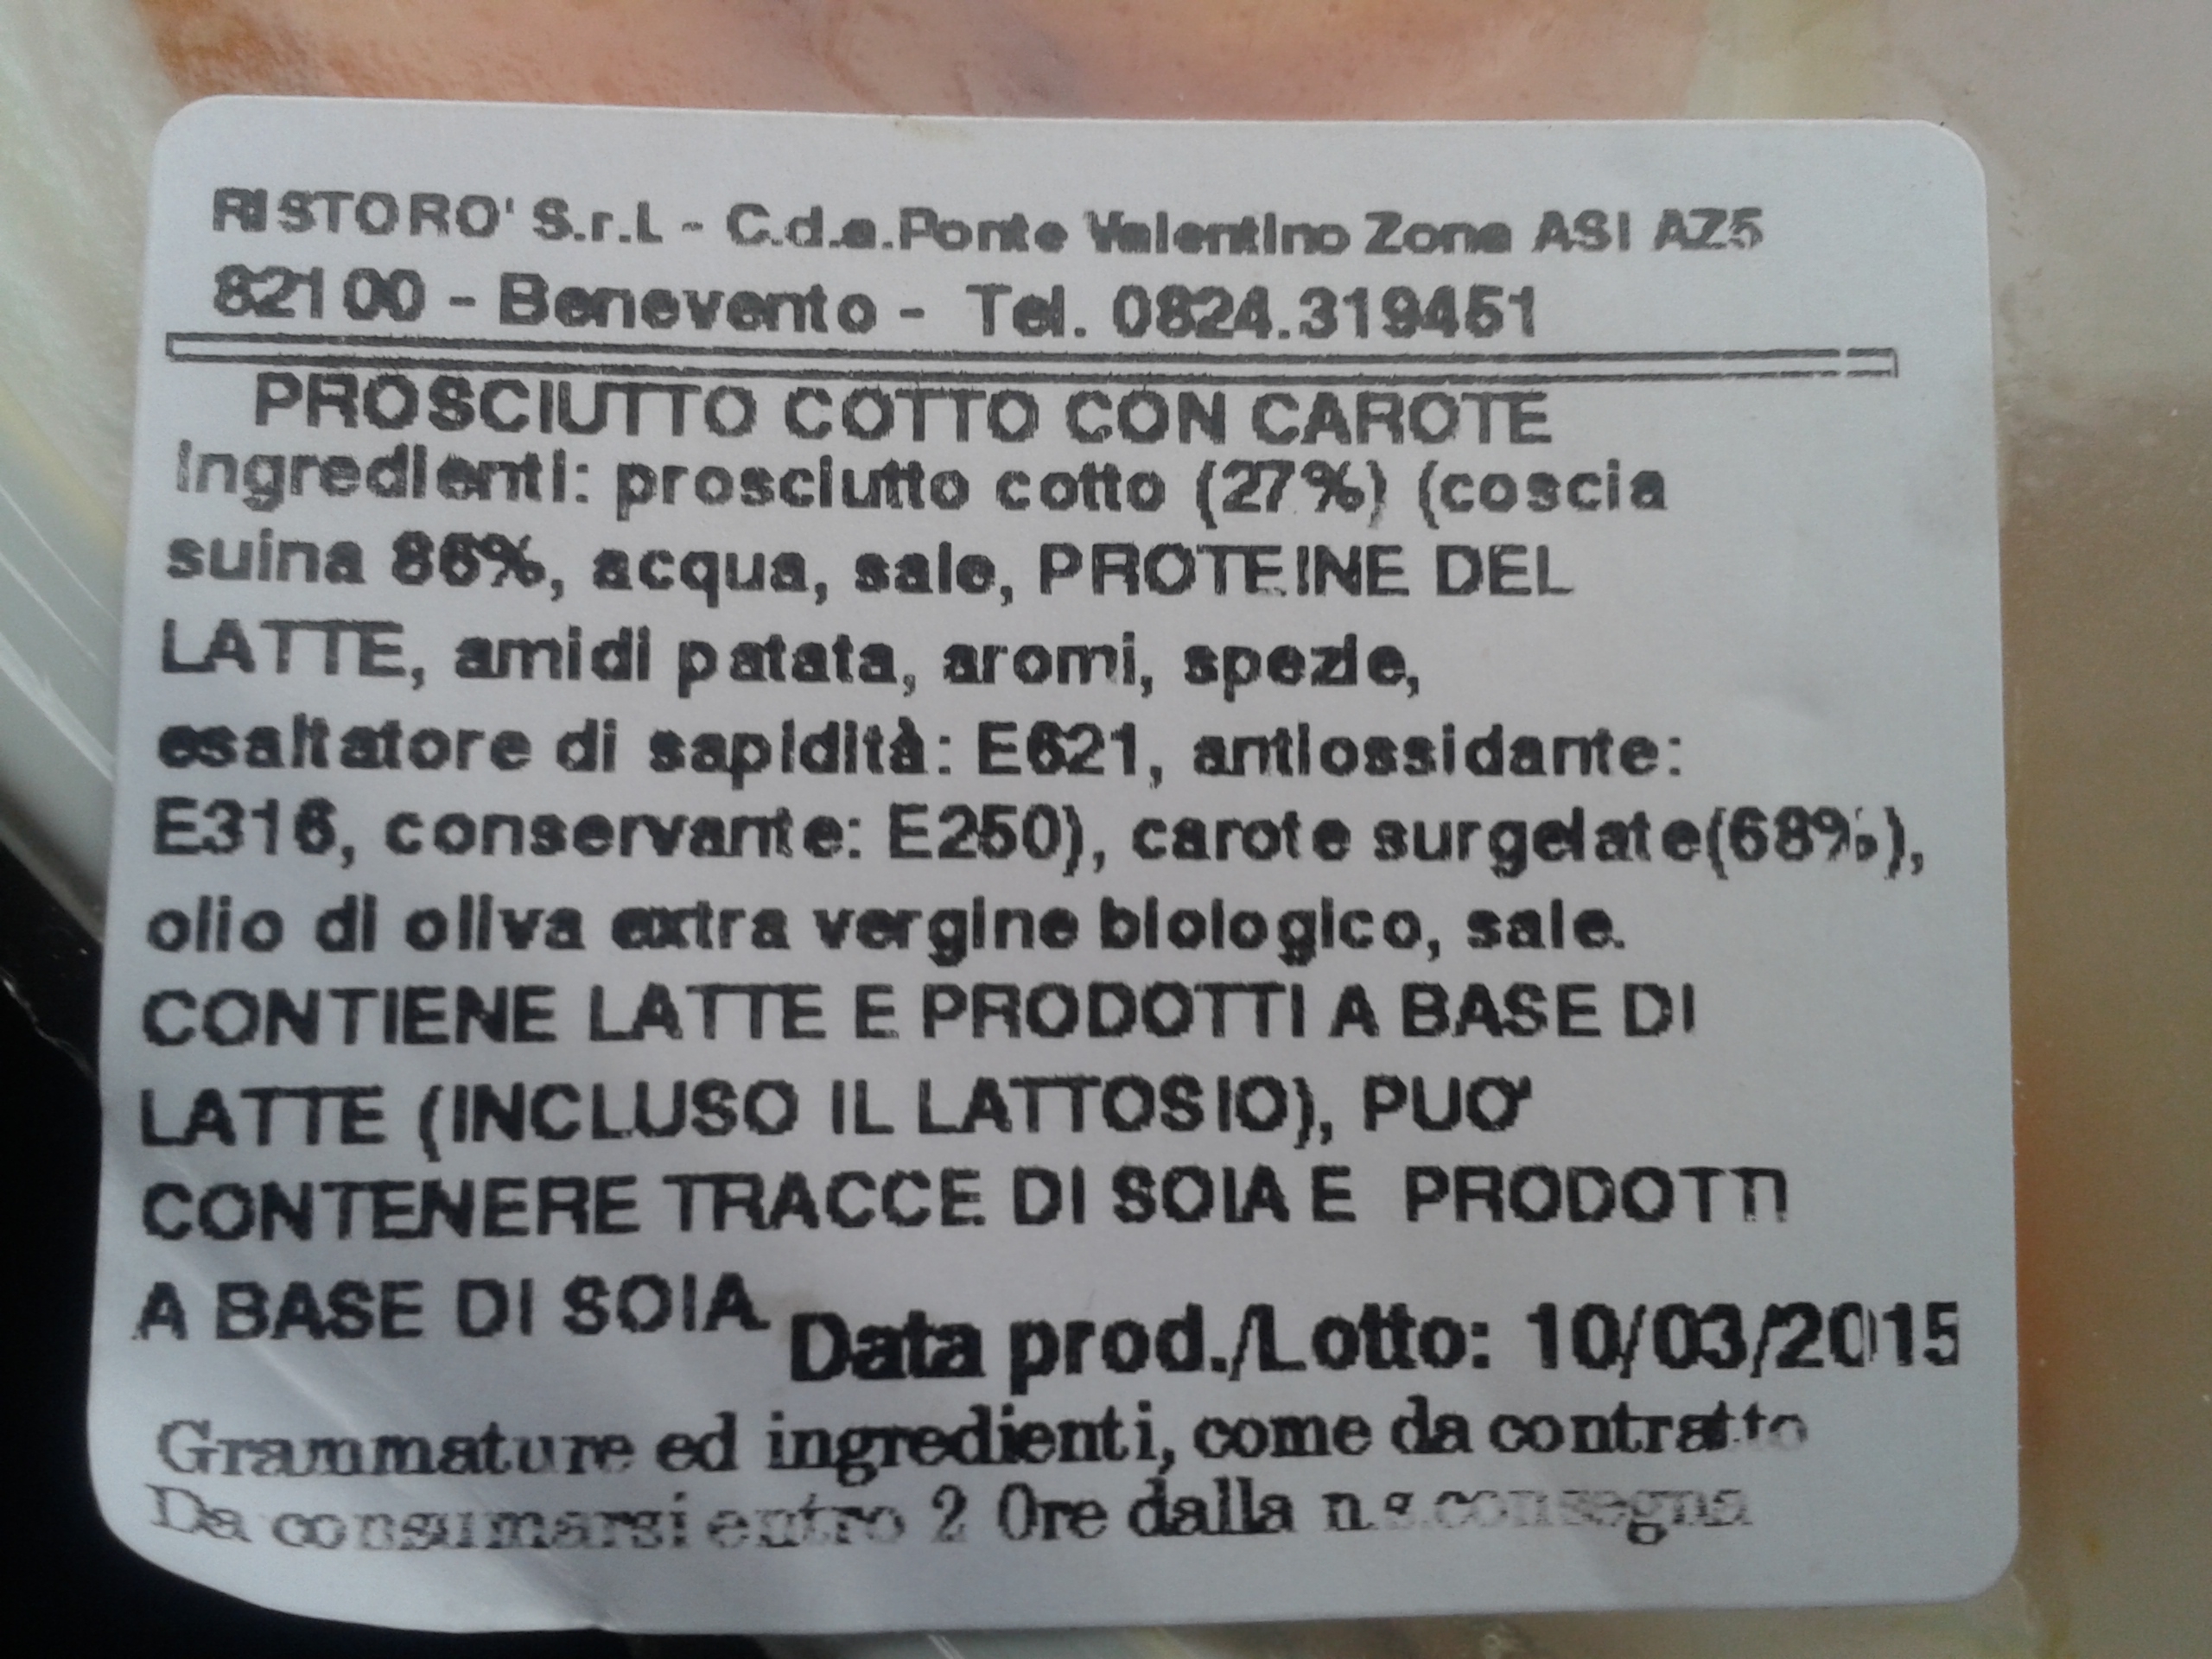 RISTORO' S.r.L - C.d.a.Ponte Valentino Zona ASI AZ5
82100 - Benevento - Tel. 0824.319451
PROSCIUTTO COTTO CON CAROTE
Ingredienti: prosciutto cotto (27%) (coscia
suina 86%, acqua, sale, PROTEINE DEL
LATTE, amidi patata, aromi, spezie,
esaltatore di sapidità: E621, antiossidante:
E316, conservante: E250), carote surgelate(68%),
olio di oliva extra vergine biologico, sale.
CONTIENE LATTE E PRODOTTI A BASE DI
LATTE (INCLUSO IL LATTOSIO), PUO'
CONTENERE TRACCE DI SOIA E PRODOTTI
A BASE DI SOIA.
Data prod./Lotto: 10/03/2015
Grammature ed ingredienti, come da contratto
Da consumarsi entro 2 Ore dalla n.s.consegna